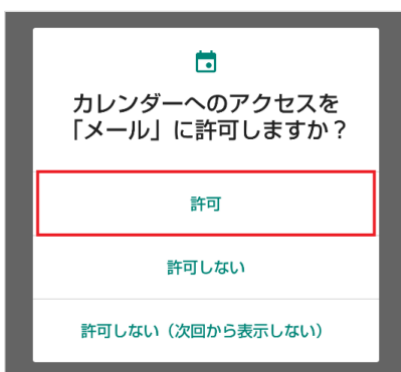 カレンダーへのアクセスを
「メール」に許可しますか？
許可
許可しない
許可しない（次回から表示しない）